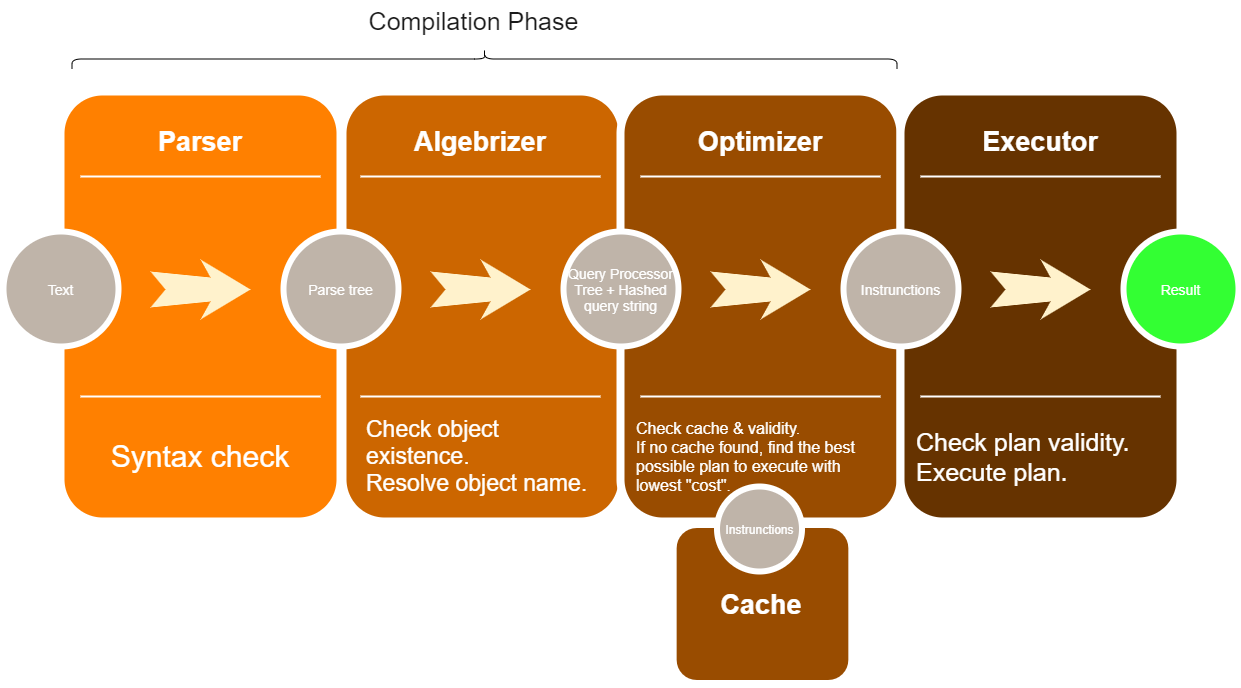 Compilation Phase
Parser
Algebrizer
Optimizer
Executor
Text
Parse tree
Query Processor
Tree + Hashed
query string
Instrunctions
Result
Syntax check
Check object
existence.
Resolve object name.
Check cache & validity.
If no cache found, find the best
possible plan to execute with
lowest "cost".
Check plan validity.
Execute plan.
Instrunctions
Cache